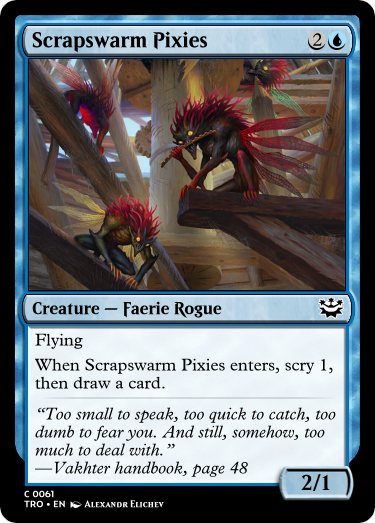 Scrapswarm Pixies 2
Creature — Faerie Rogue
Flying
When Scrapswarm Pixies enters, scry 1,
then draw a card.
“Too small to speak, too quick to catch, too
dumb to fear you. And still, somehow, too
much to deal with.”
—Vakhter handbook, page 48
2/1
C 0061
TRO • EN Alexandr Elichev